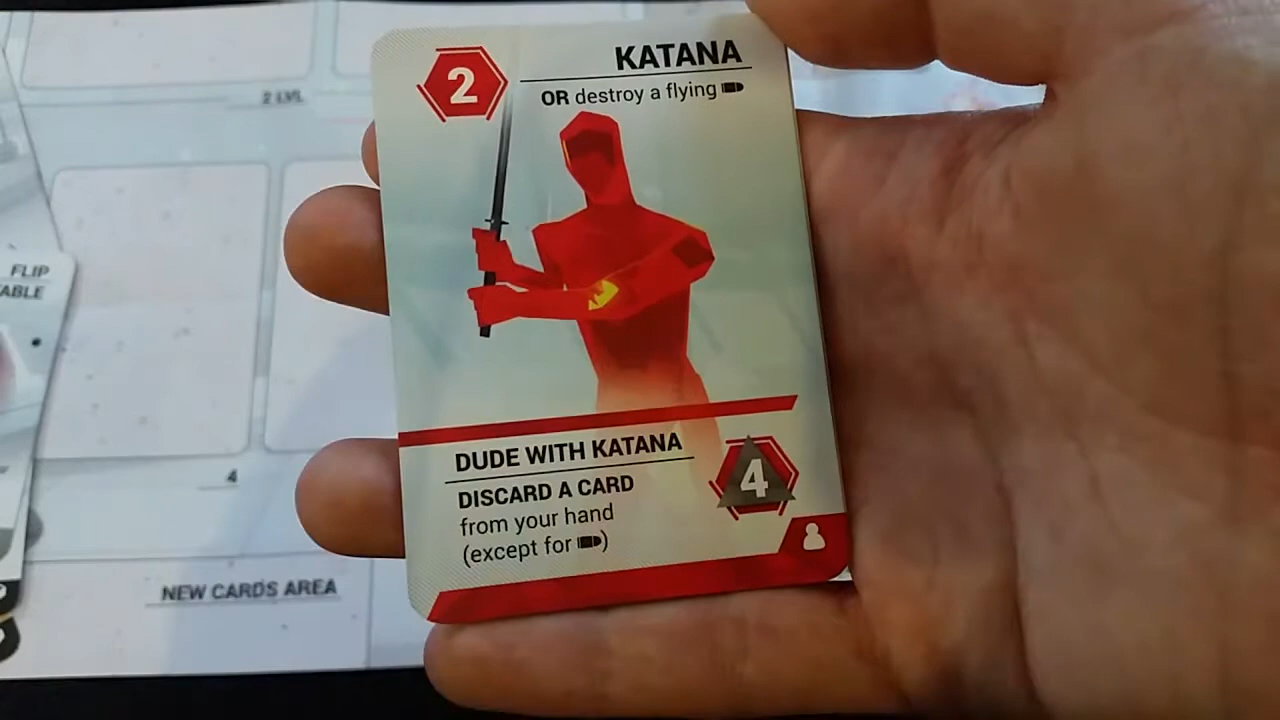 2 LVL
FLIP
ABLE
4
NEW CARDS AREA
2
KATANA
OR destroy a flying
DUDE WITH KATANA
DISCARD A CARD
from your hand
(except for )
4